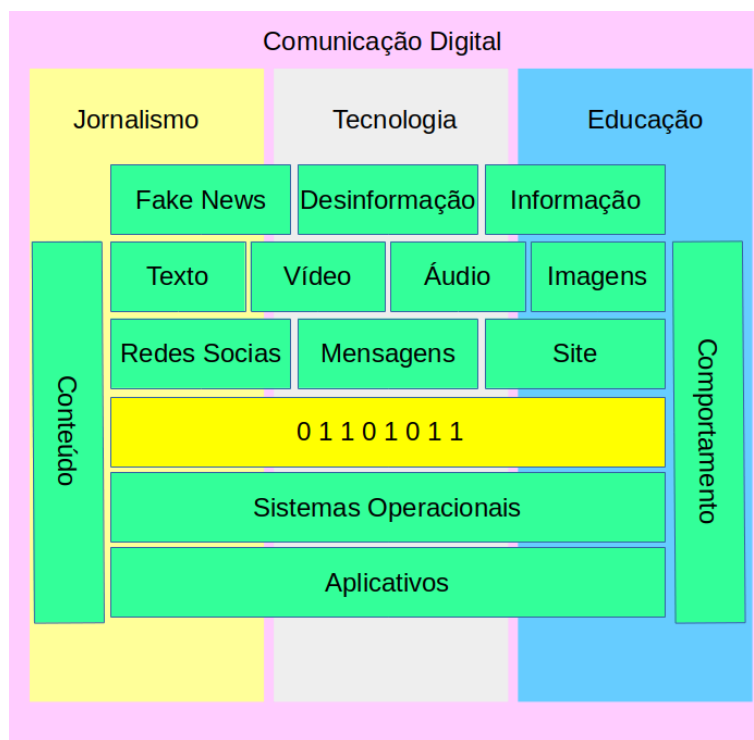 Comunicação Digital
Jornalismo
Tecnologia
Educação
Fake News
Desinformação
Informação
Texto
Vídeo
Áudio
Imagens
Redes Socias
Mensagens
Site
Conteúdo
Comportamento
0 1 1 0 1 0 1 1
Sistemas Operacionais
Aplicativos